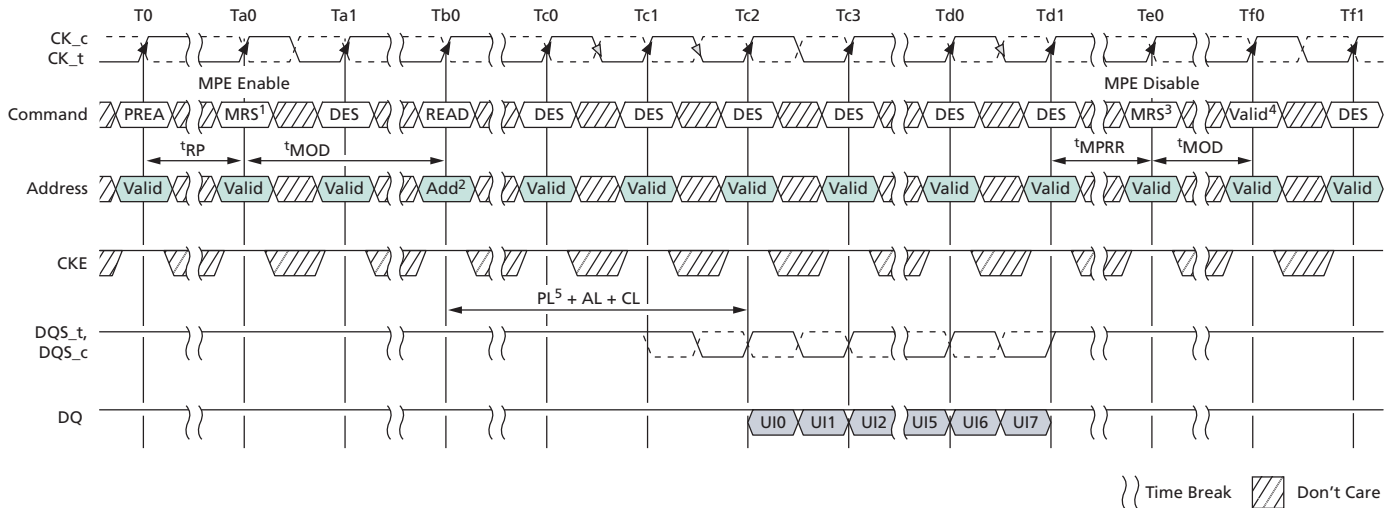 T0 Ta0 Ta1 Tb0 Tc0 Tc1 Tc2 Tc3 Td0 Td1 Te0 Tf0 Tf1
CK_c
CK_t
MPE Enable MPE Disable
Command PREA MRS¹ DES READ DES DES DES DES DES DES MRS³ Valid⁴ DES
tRP tMOD tMPRR tMOD
Address Valid Valid Valid Add² Valid Valid Valid Valid Valid Valid Valid Valid Valid
CKE
PL⁵ + AL + CL
DQS_t,
DQS_c
DQ UI0 UI1 UI2 UI5 UI6 UI7
Time Break Don't Care